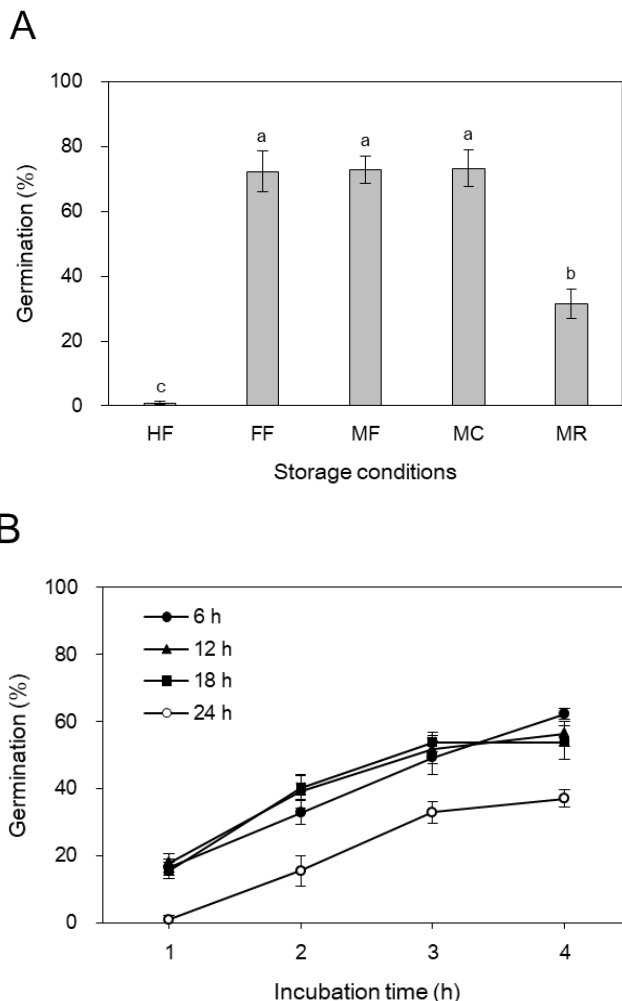 A
100
80
60
40
20
0
Germination (%)
a
a
a
b
c
HF FF MF MC MR
Storage conditions
B
100
80
60
40
20
0
Germination (%)
6 h
12 h
18 h
24 h
1 2 3 4
Incubation time (h)